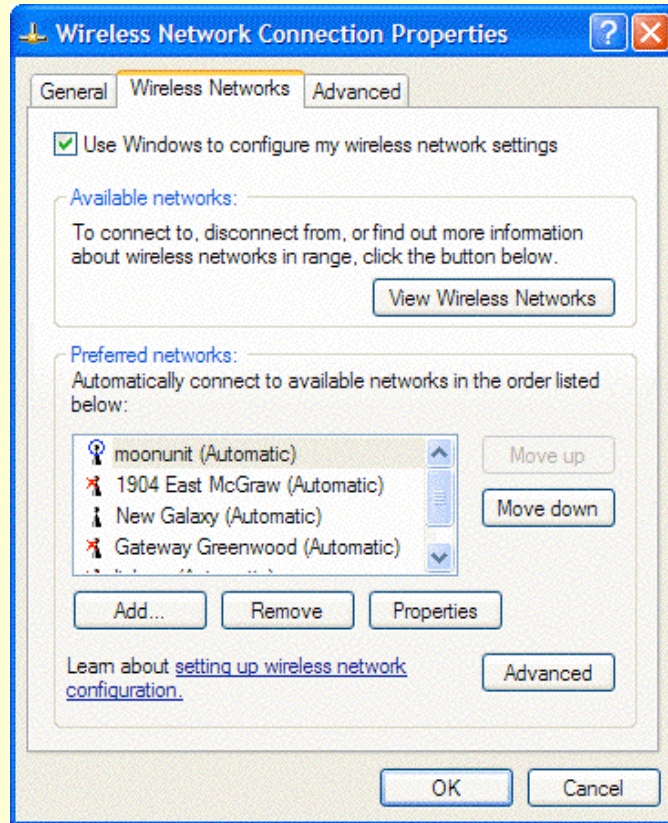 Wireless Network Connection Properties
General Wireless Networks Advanced
Use Windows to configure my wireless network settings
Available networks:
To connect to, disconnect from, or find out more information
about wireless networks in range, click the button below.
View Wireless Networks
Preferred networks:
Automatically connect to available networks in the order listed
below:
moonunit (Automatic)
1904 East McGraw (Automatic)
New Galaxy (Automatic)
Gateway Greenwood (Automatic)
Move up
Move down
Add... Remove Properties
Learn about setting up wireless network
configuration.
Advanced
OK Cancel